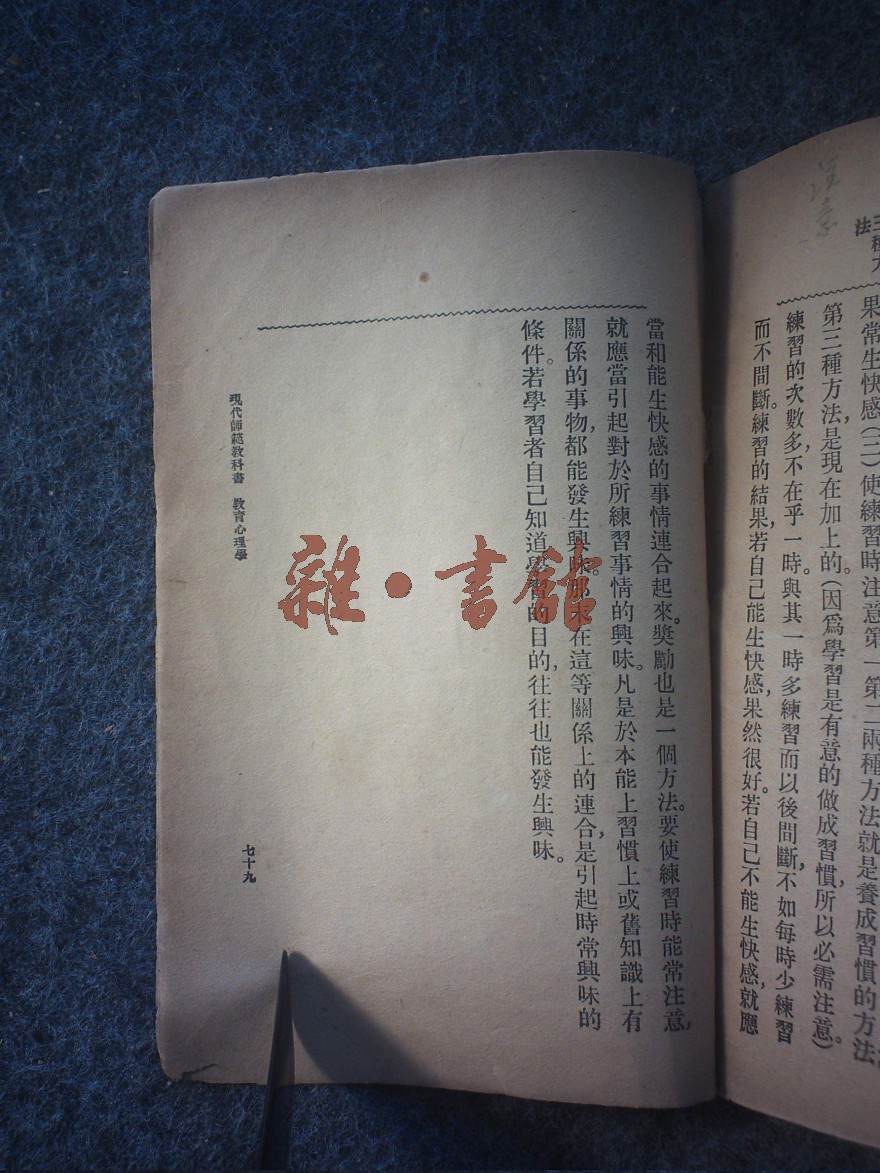 注意
三種方
法
果常生快感(三)使練習時注意第一第二兩種方法就是養成習慣的方法;
第三種方法,是現在加上的。(因爲學習是有意的做成習慣,所以必需注意。)
練習的次數多,不在乎一時。與其一時多練習而以後間斷,不如每時少練習
而不間斷。練習的結果,若自己能生快感,果然很好。若自己不能生快感,就應
當和能生快感的事情連合起來。獎勵也是一個方法。要使練習時能常注意,
就應當引起對於所練習事情的興味。凡是於本能上習慣上或舊知識上有
關係的事物,都能發生興味。那末在這等關係上的連合,是引起時常興味的
條件。若學習者自己知道學習的目的,往往也能發生興味。
現代師範教科書 教育心理學
七十九
雜·書館